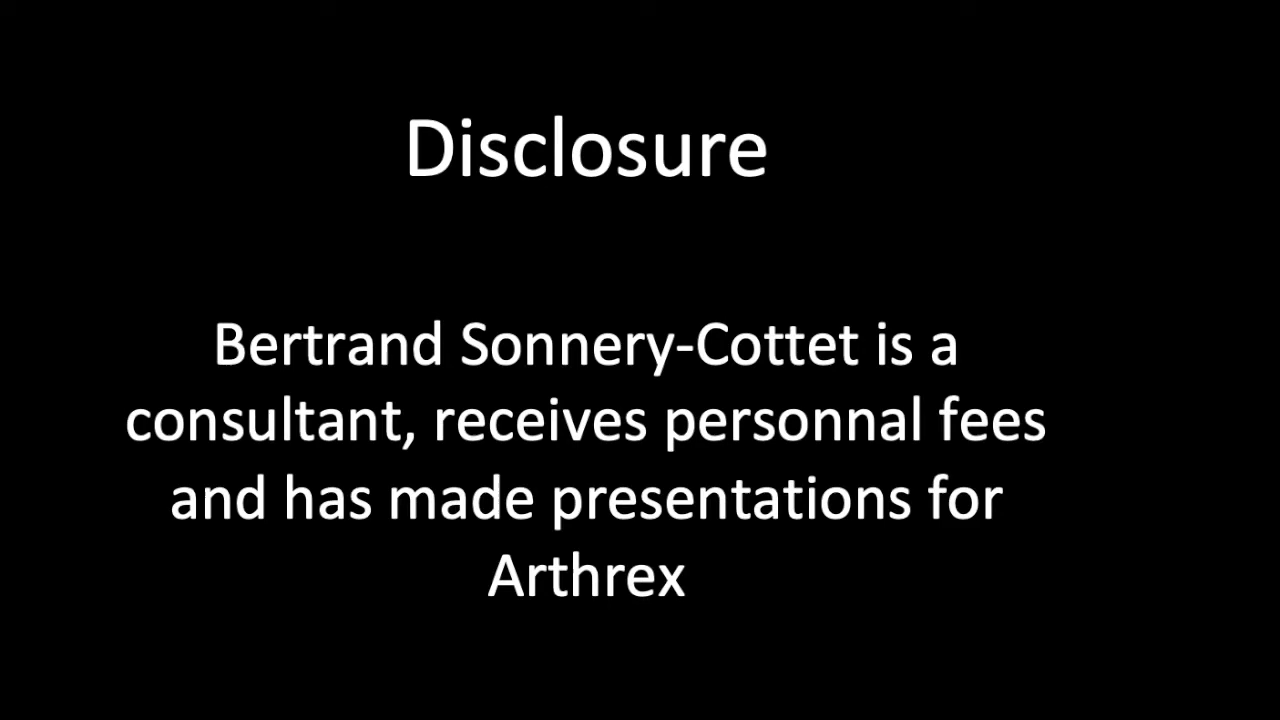 Disclosure
Bertrand Sonnery-Cottet is a
consultant, receives personnal fees
and has made presentations for
Arthrex